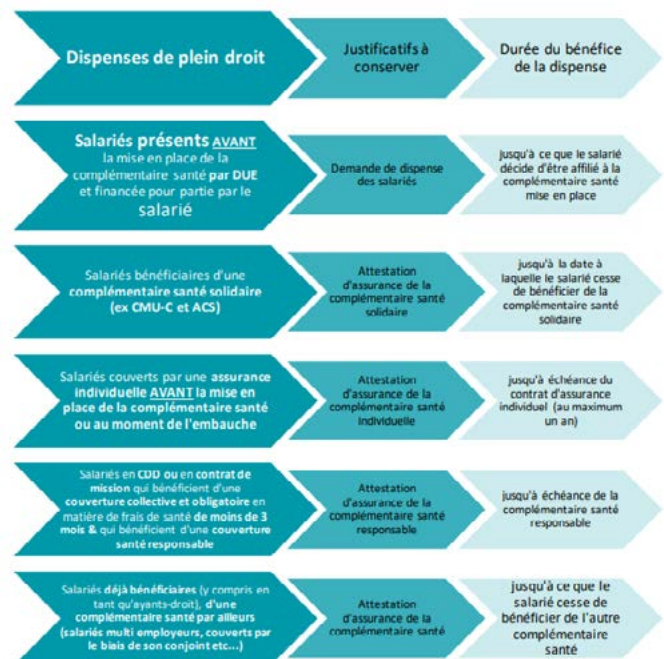 Dispenses de plein droit
Justificatifs à
conserver
Durée du bénéfice
de la dispense
Salariés présents AVANT
la mise en place de la
complémentaire santé par DUE
et financée pour partie par le
salarié
Demande de dispense
des salariés
jusqu'à ce que le salarié
décide d'être affilié à la
complémentaire santé
mise en place
Salariés bénéficiaires d'une
complémentaire santé solidaire
(ex CMU-C et ACS)
Attestation
d'assurance de la
complémentaire santé
solidaire
jusqu'à la date à
laquelle le salarié cesse
de bénéficier de la
complémentaire santé
solidaire
Salariés couverts par une assurance
individuelle AVANT la mise en
place de la complémentaire santé
ou au moment de l'embauche
Attestation
d'assurance de la
complémentaire santé
individuelle
jusqu'à échéance du
contrat d'assurance
individuel (au maximum
un an)
Salariés en CDD ou en contrat de
mission qui bénéficient d'une
couverture collective et obligatoire en
matière de frais de santé de moins de 3
mois & qui bénéficient d'une couverture
santé responsable
Attestation
d'assurance de la
complémentaire santé
responsable
jusqu'à échéance de la
complémentaire santé
responsable
Salariés déjà bénéficiaires (y compris en
tant qu'ayants-droit), d'une
complémentaire santé par ailleurs
(salariés multi employeurs, couverts par
le biais de son conjoint etc...)
Attestation
d'assurance de la
complémentaire santé
jusqu'à ce que le
salarié cesse de
bénéficier de l'autre
complémentaire
santé